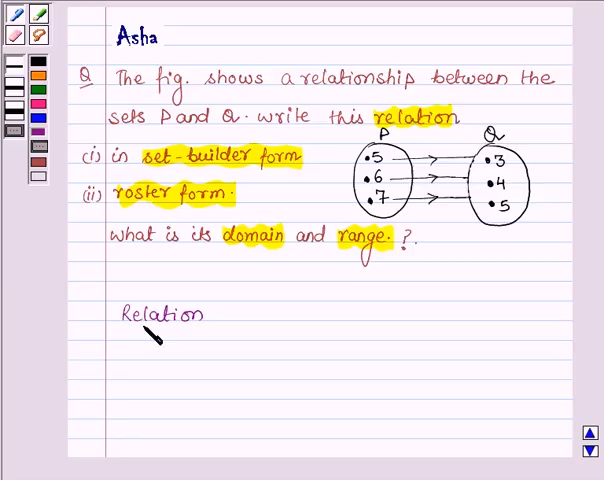 Asha
Q The fig. shows a relationship between the
sets P and Q. write this relation
P Q
(i) in set-builder form
(ii) roster form.
5 3
6 4
7 5
what is its domain and range. ?.
Relation